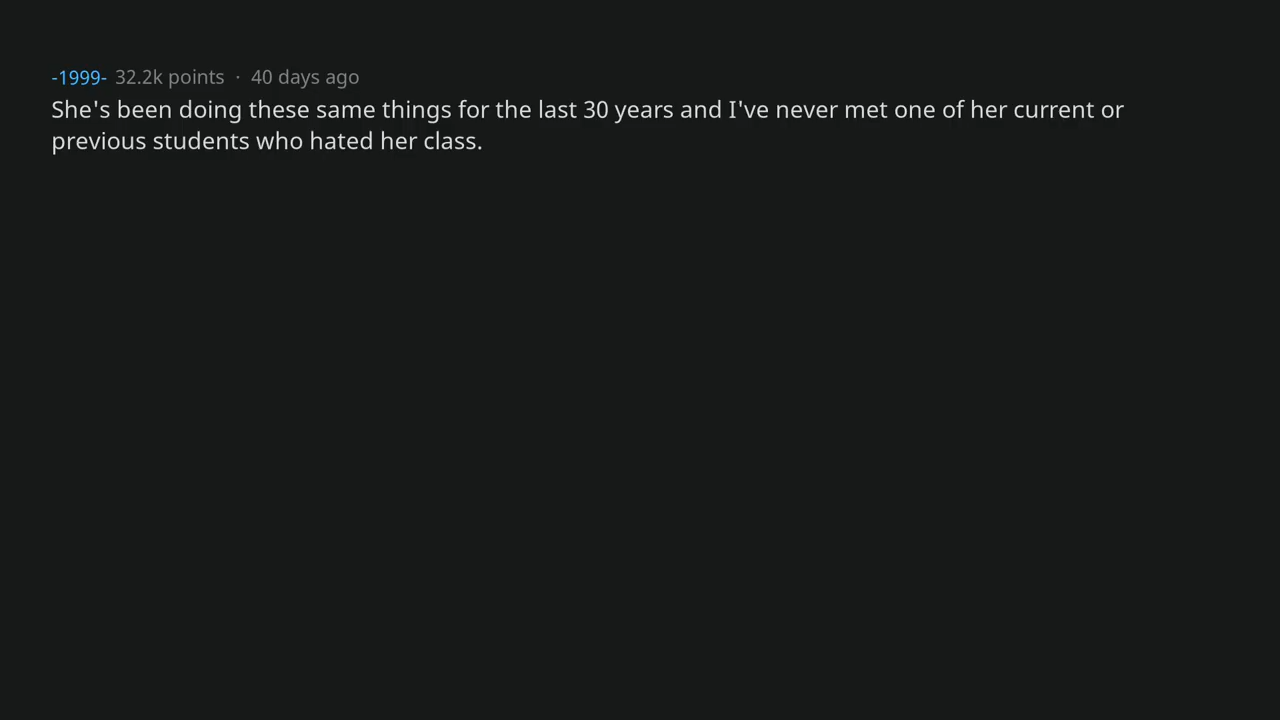 -1999- 32.2k points · 40 days ago
She's been doing these same things for the last 30 years and I've never met one of her current or
previous students who hated her class.